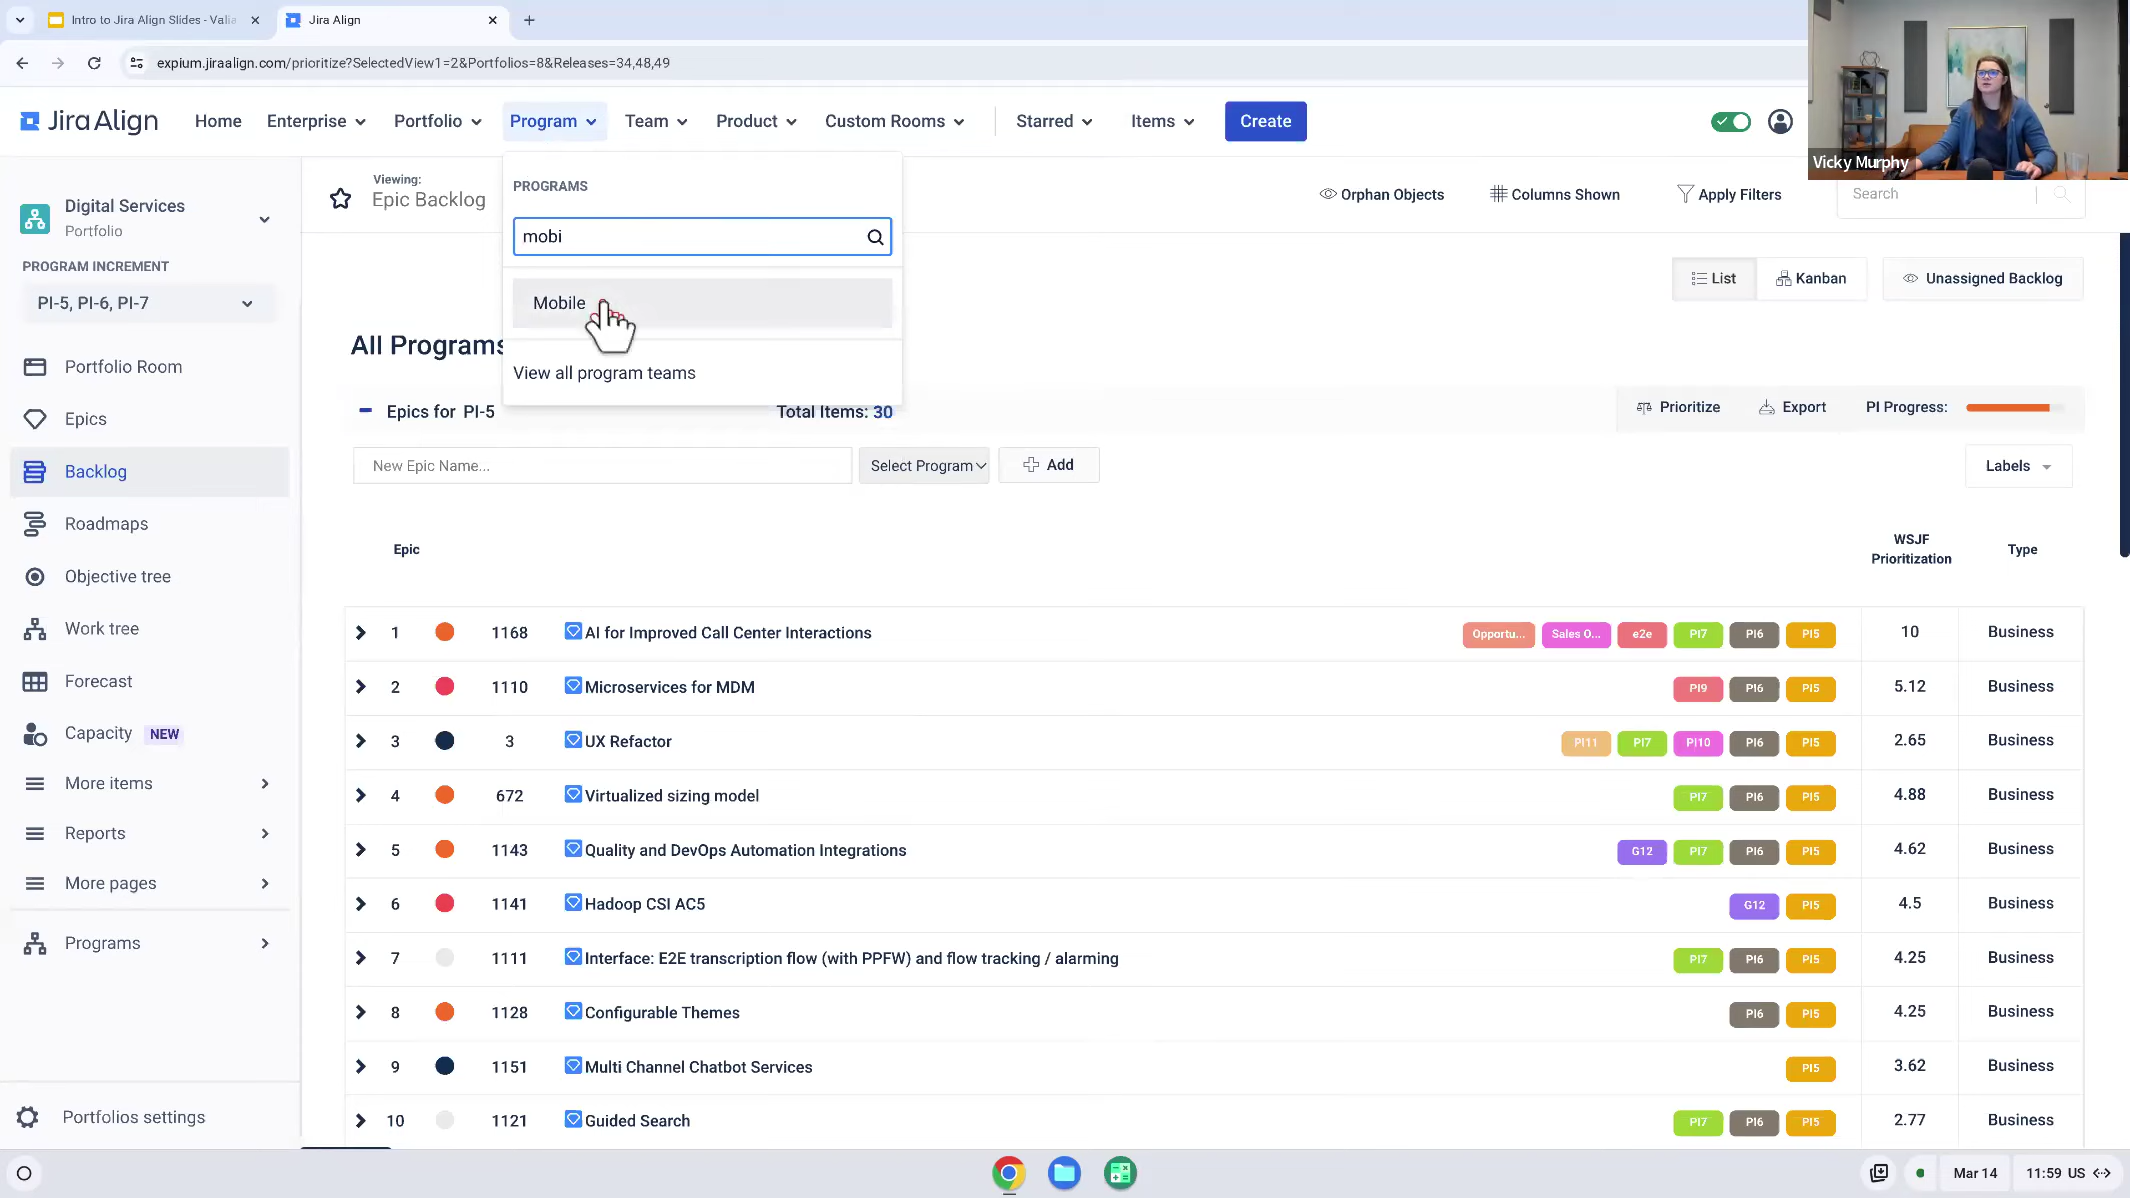 Intro to Jira Align Slides - Valia
Jira Align
expium.jiraalign.com/prioritize?SelectedView1=2&Portfolios=8&Releases=34,48,49
Vicky Murphy
Jira Align
Home
Enterprise
Portfolio
Program
Team
Product
Custom Rooms
Starred
Items
Create
Digital Services
Portfolio
PROGRAM INCREMENT
PI-5, PI-6, PI-7
Portfolio Room
Epics
Backlog
Roadmaps
Objective tree
Work tree
Forecast
Capacity NEW
More items
Reports
More pages
Programs
Portfolios settings
Viewing:
Epic Backlog
PROGRAMS
mobi
Mobile
View all program teams
Orphan Objects
Columns Shown
Apply Filters
Search
List
Kanban
Unassigned Backlog
All Programs
Epics for PI-5
Total Items: 30
Prioritize
Export
PI Progress:
New Epic Name...
Select Program
Add
Labels
Epic
WSJF
Prioritization
Type
1 1168 AI for Improved Call Center Interactions Opportu... Sales O... e2e PI7 PI6 PI5 10 Business
2 1110 Microservices for MDM PI9 PI6 PI5 5.12 Business
3 3 UX Refactor PI11 PI7 PI10 PI6 PI5 2.65 Business
4 672 Virtualized sizing model PI7 PI6 PI5 4.88 Business
5 1143 Quality and DevOps Automation Integrations G12 PI7 PI6 PI5 4.62 Business
6 1141 Hadoop CSI AC5 G12 PI5 4.5 Business
7 1111 Interface: E2E transcription flow (with PPFW) and flow tracking / alarming PI7 PI6 PI5 4.25 Business
8 1128 Configurable Themes PI6 PI5 4.25 Business
9 1151 Multi Channel Chatbot Services PI5 3.62 Business
10 1121 Guided Search PI7 PI6 PI5 2.77 Business
Mar 14
11:59 US